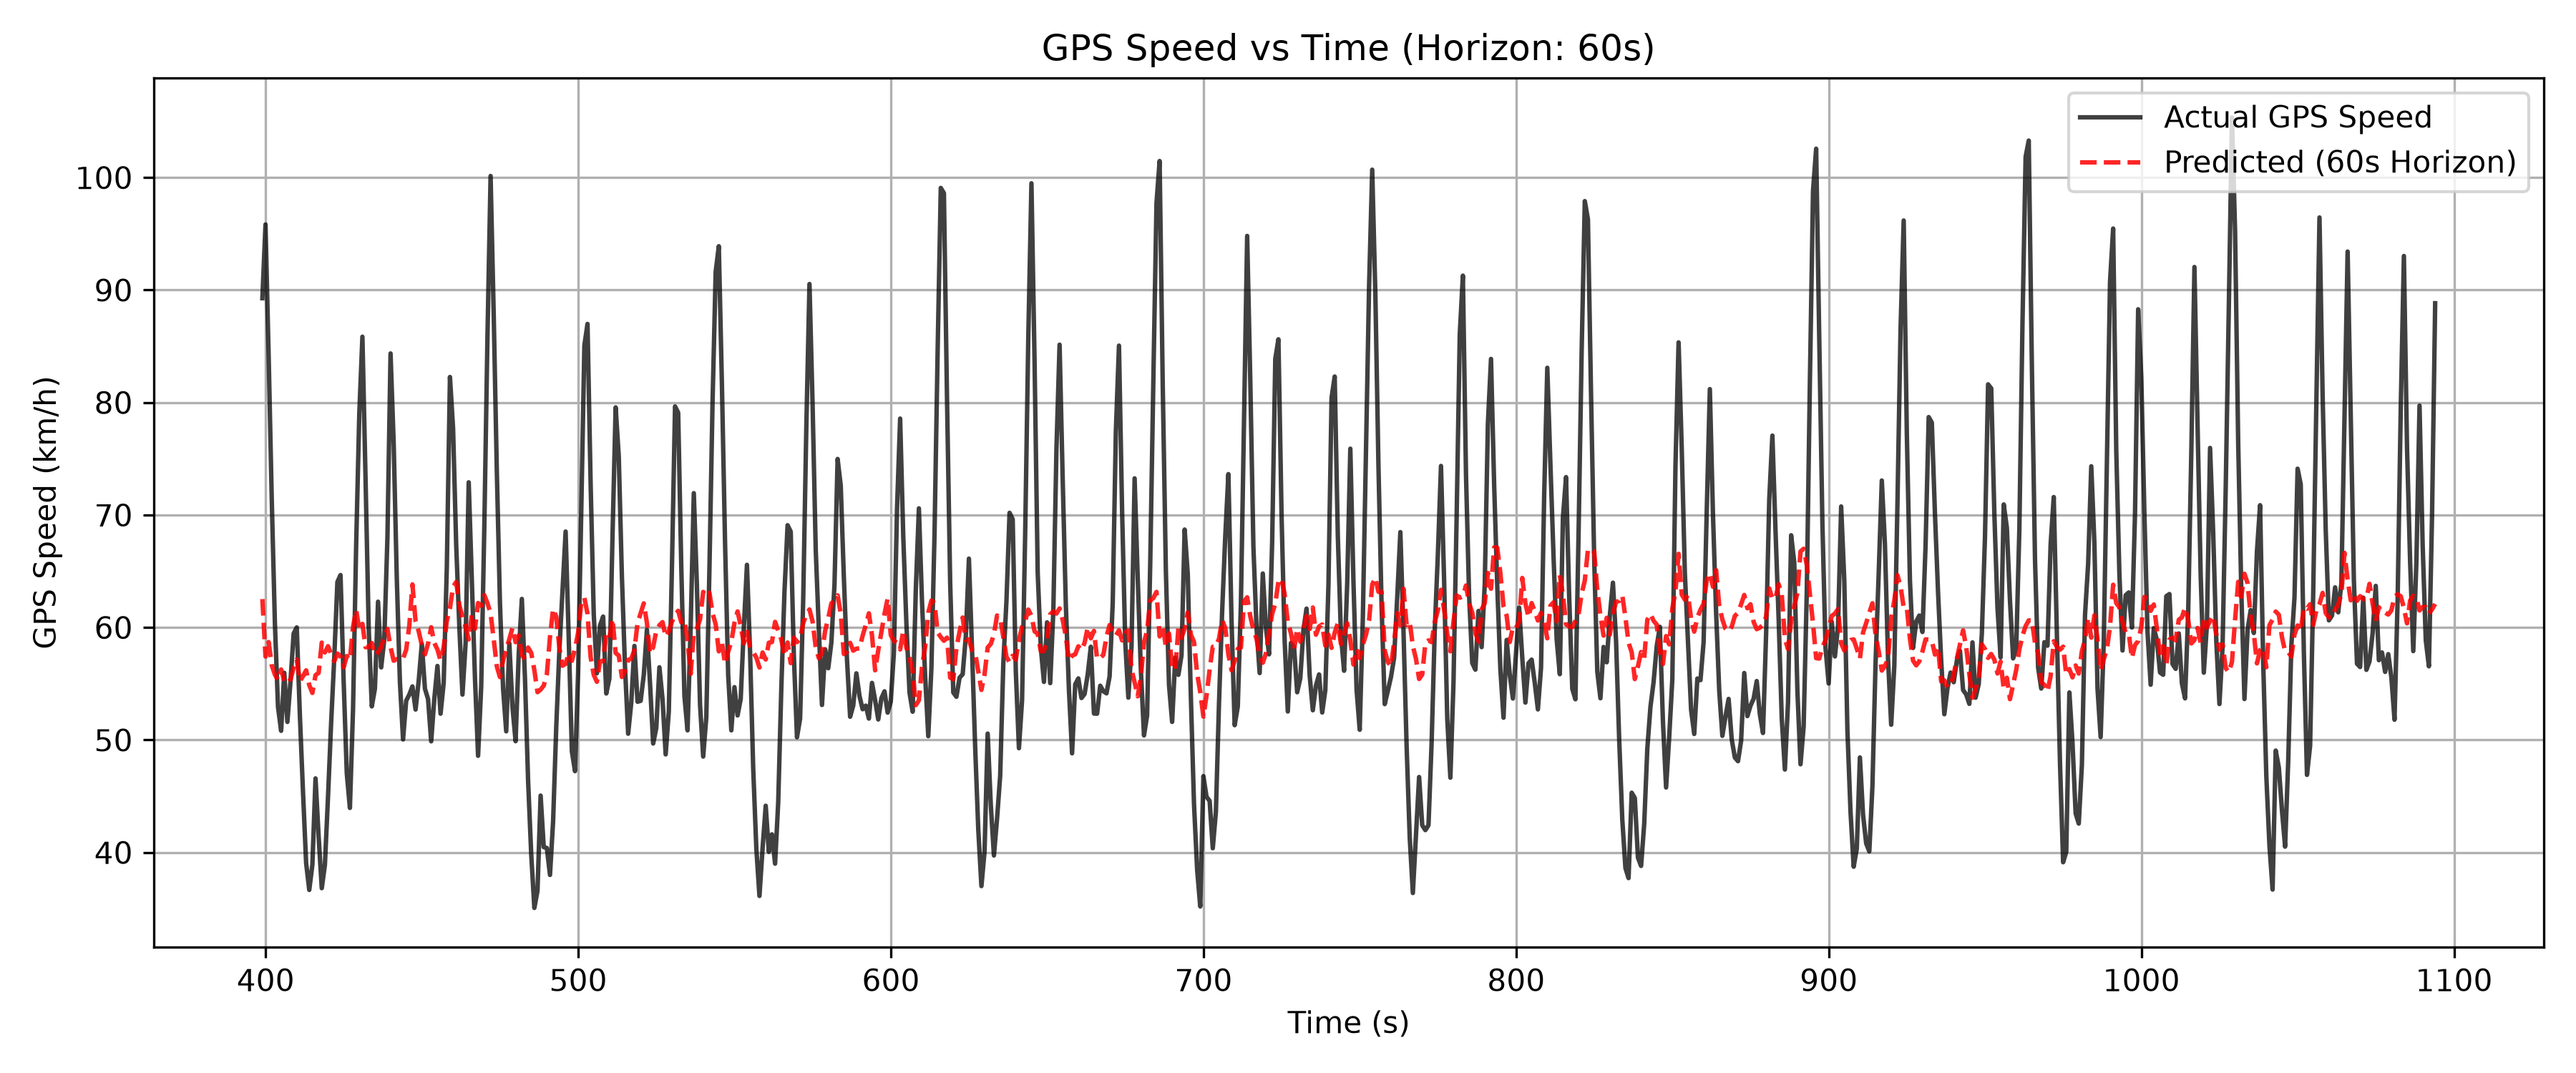 GPS Speed vs Time (Horizon: 60s)
Actual GPS Speed
Predicted (60s Horizon)
GPS Speed (km/h)
100
90
80
70
60
50
40
400 500 600 700 800 900 1000 1100
Time (s)